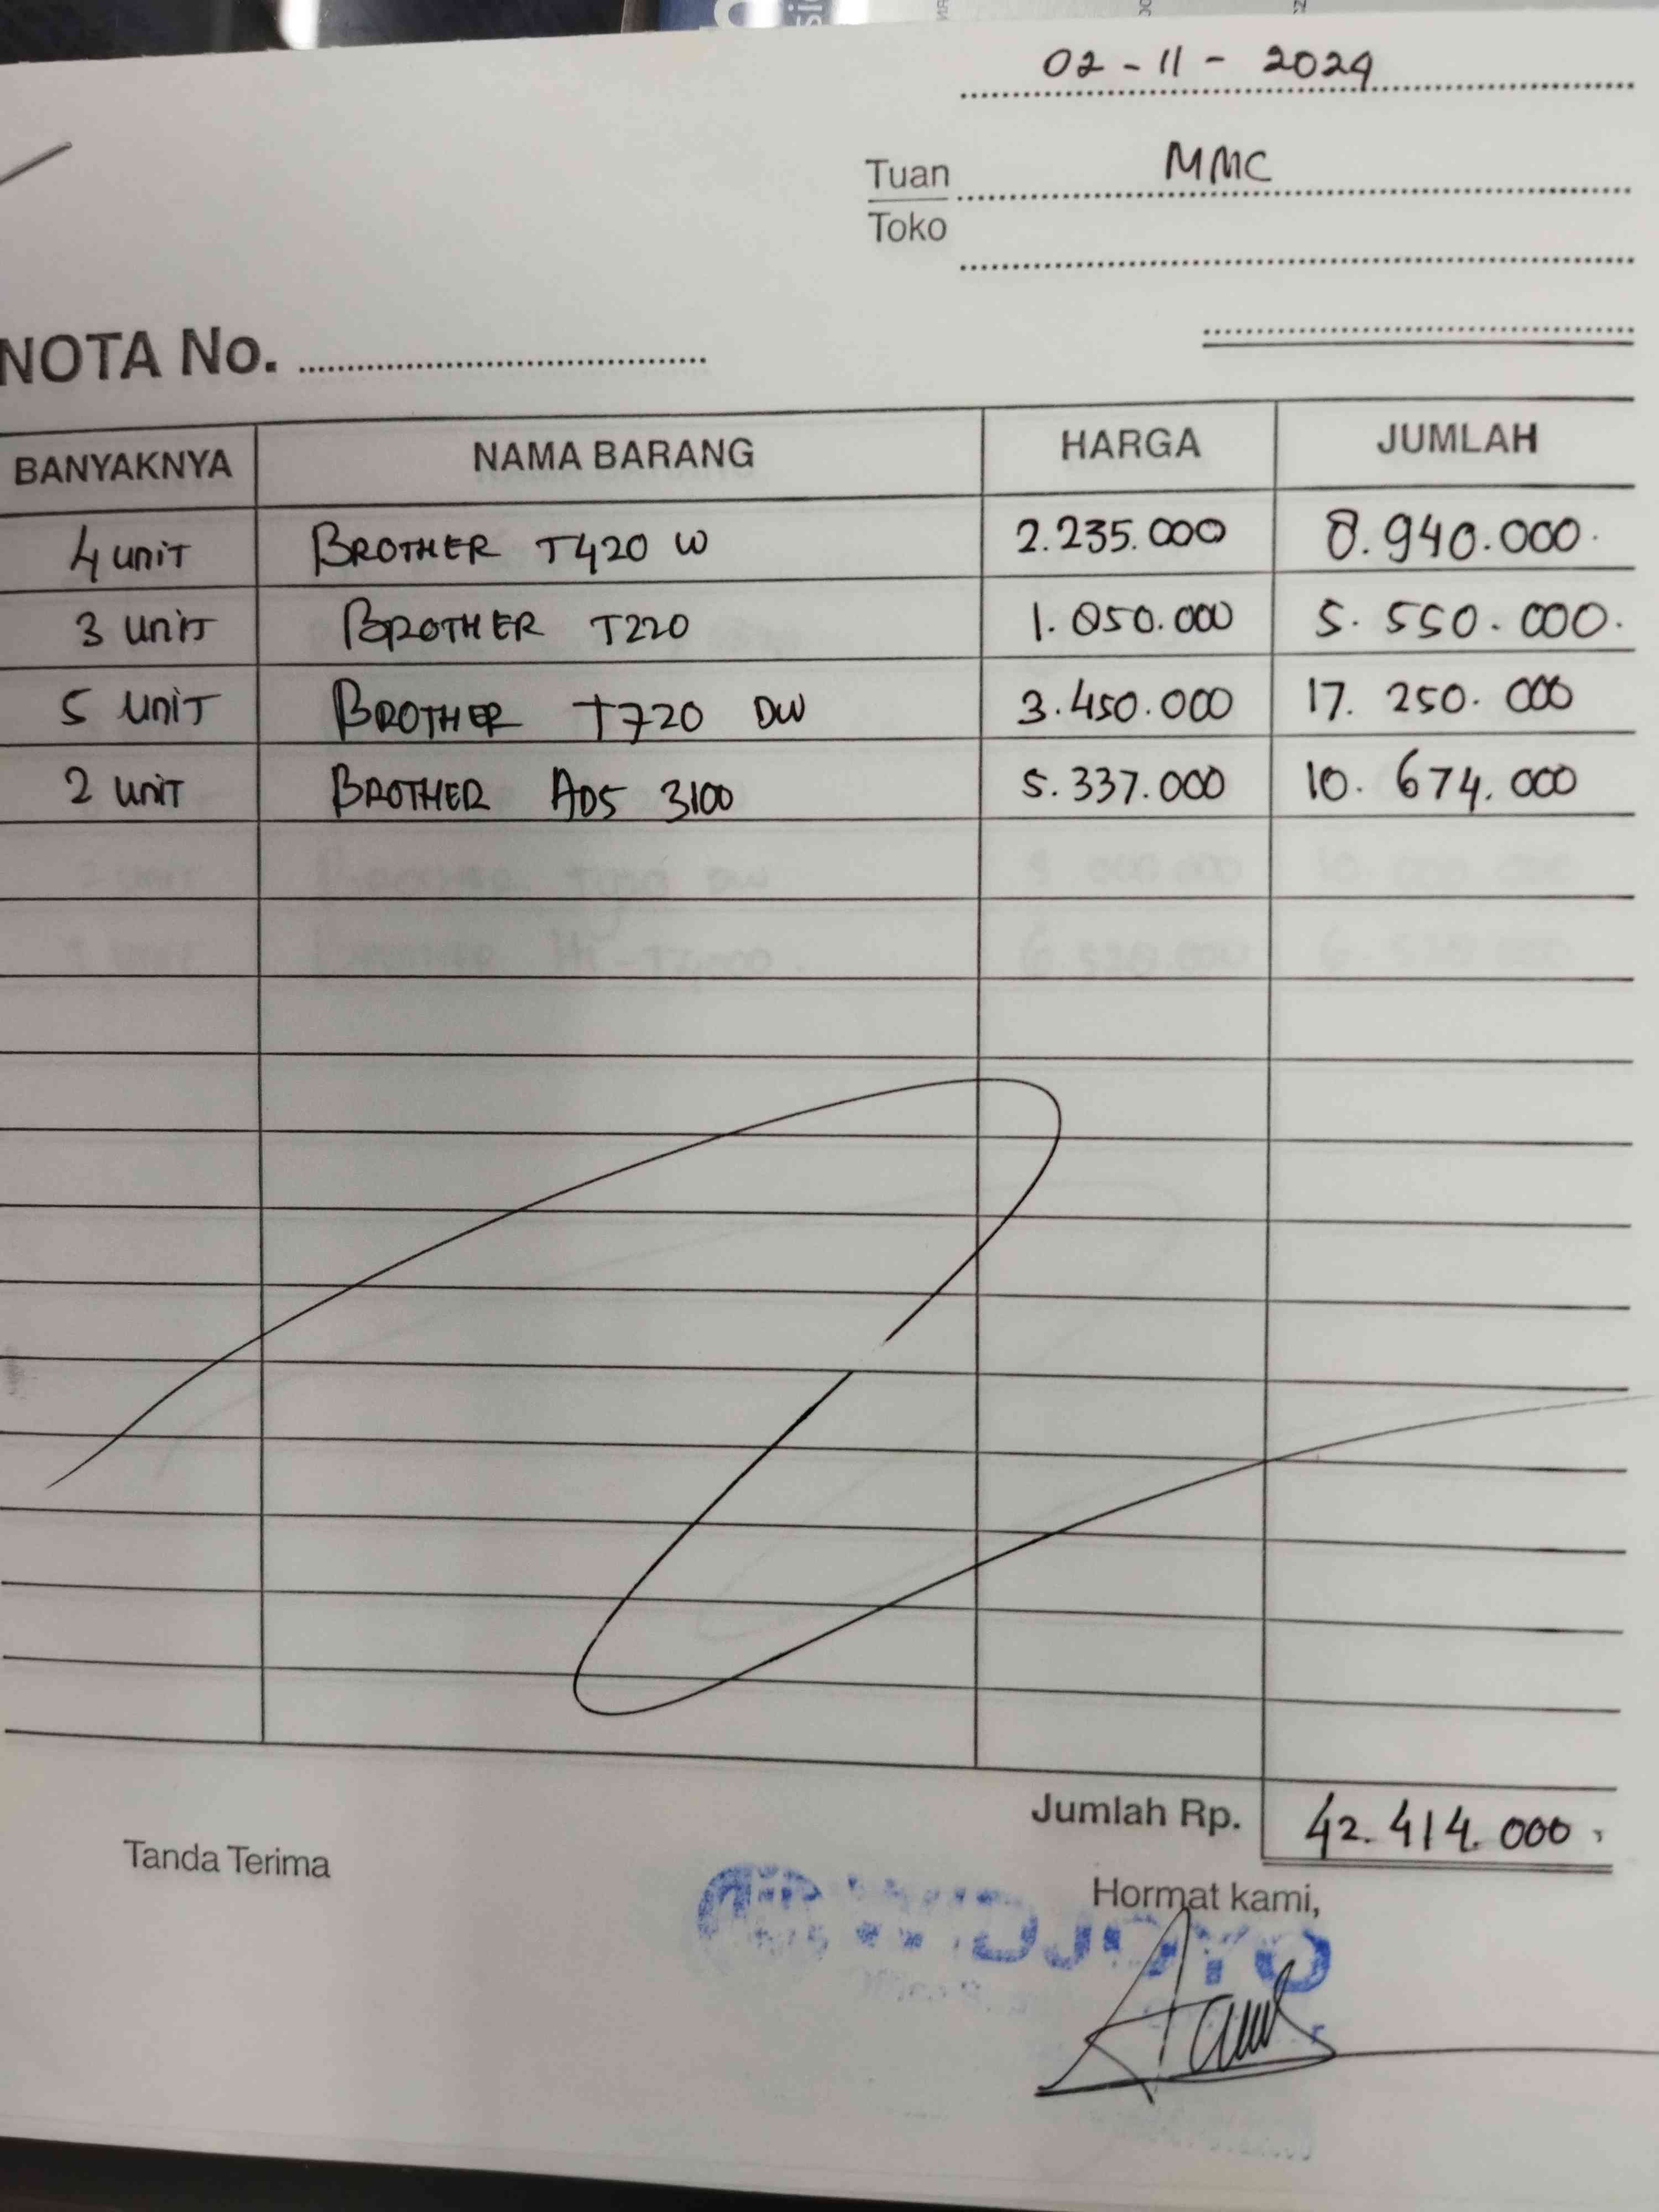 02 - 11 - 2024
Tuan MMC
Toko
NOTA No.
BANYAKNYA NAMA BARANG HARGA JUMLAH
4 UNIT BROTHER T420 W 2.235.000 8.940.000.
3 UNIT BROTHER T220 1.850.000 5.550.000.
5 UNIT BROTHER T720 DW 3.450.000 17.250.000
2 UNIT BROTHER ADS 3100 5.337.000 10.674.000
Jumlah Rp. 42.414.000
Tanda Terima
Hormat kami,